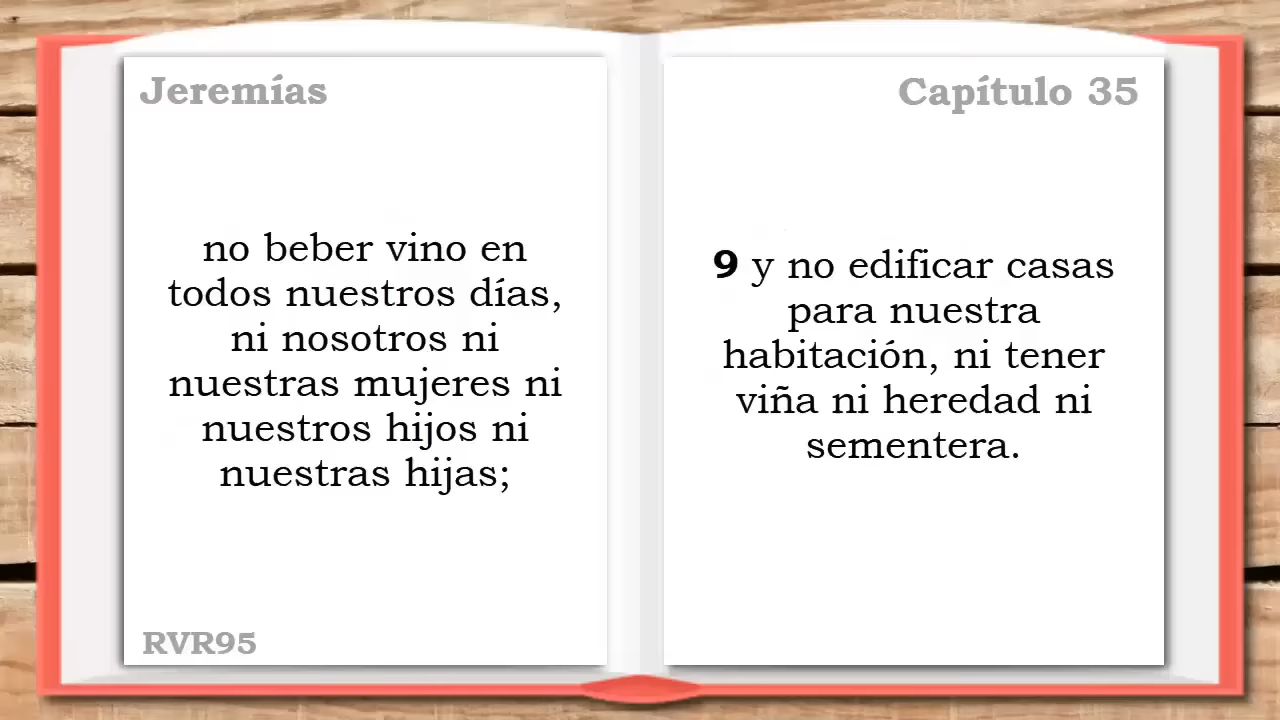 Jeremías
no beber vino en
todos nuestros días,
ni nosotros ni
nuestras mujeres ni
nuestros hijos ni
nuestras hijas;
RVR95
Capítulo 35
9 y no edificar casas
para nuestra
habitación, ni tener
viña ni heredad ni
sementera.